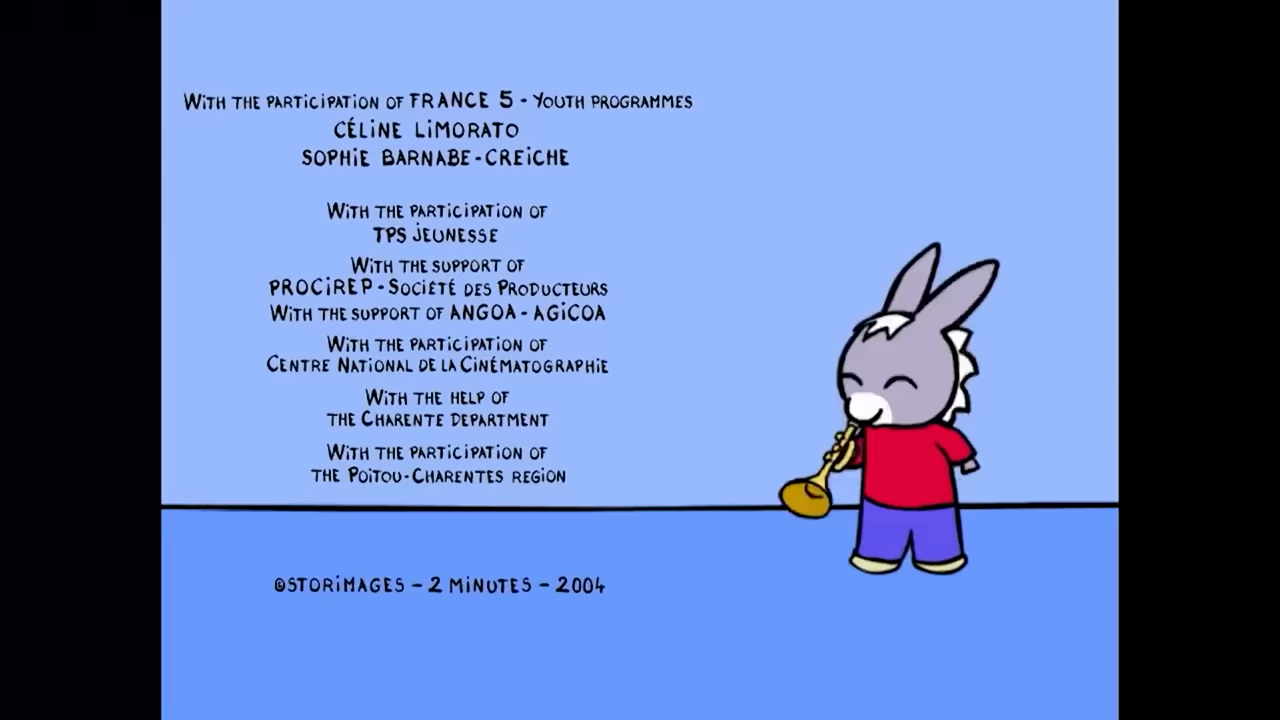 WiTH THE PARTiCiPATiON OF FRANCE 5 - YOUTH PROGRAMMES
CÉLiNE LiMORATO
SOPHiE BARNABE-CREiCHE
WiTH THE PARTiCiPATiON OF
TPS JEUNESSE
WiTH THE SUPPORT OF
PROCiREP - SOCiÉTÉ DES PRODUCTEURS
WiTH THE SUPPORT OF ANGOA - AGiCOA
WiTH THE PARTiCiPATiON OF
CENTRE NATiONAL DE LA CiNÉMATOGRAPHiE
WiTH THE HELP OF
THE CHARENTE DEPARTMENT
WiTH THE PARTiCiPATiON OF
THE POiTOU-CHARENTES REGiON
©STORiMAGES - 2 MiNUTES - 2004